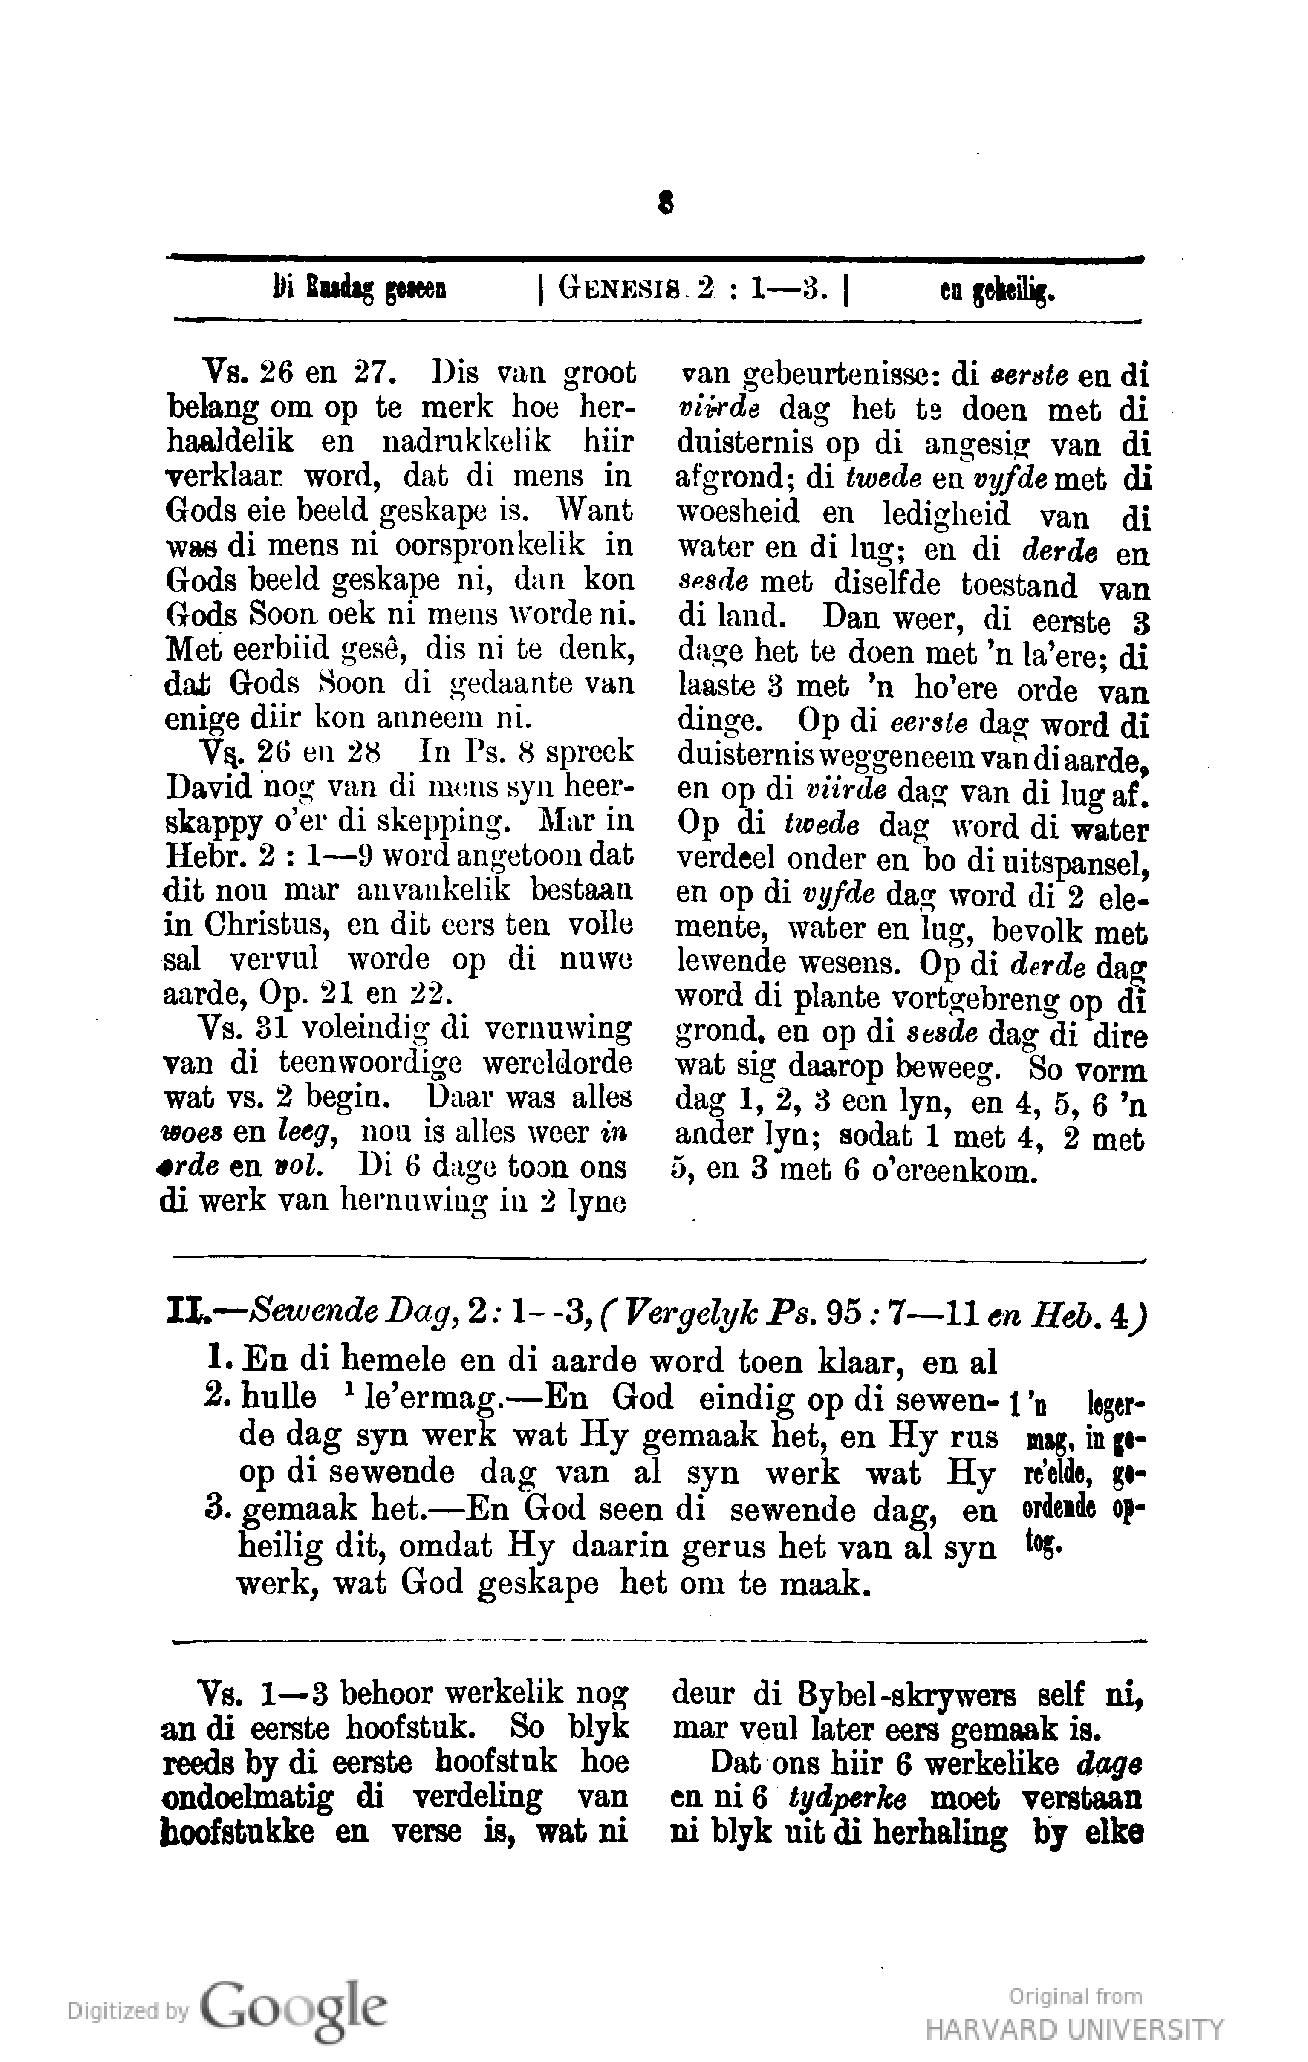 8
Di Rusdag geseen | GENESIS. 2 : 1—3. | en geheilig.
Vs. 26 en 27. Dis van groot
belang om op te merk hoe her-
haaldelik en nadrukkelik hiir
verklaar word, dat di mens in
Gods eie beeld geskape is. Want
was di mens ni oorspronkelik in
Gods beeld geskape ni, dan kon
Gods Soon oek ni mens worde ni.
Met eerbiid gesê, dis ni te denk,
dat Gods Soon di gedaante van
enige diir kon anneem ni.
Vs. 26 en 28 In Ps. 8 spreek
David nog van di mens syn heer-
skappy o'er di skepping. Mar in
Hebr. 2 : 1—9 word angetoon dat
dit nou mar anvankelik bestaan
in Christus, en dit eers ten volle
sal vervul worde op di nuwe
aarde, Op. 21 en 22.
Vs. 31 voleindig di vernuwing
van di teenwoordige wereldorde
wat vs. 2 begin. Daar was alles
woes en leeg, nou is alles weer in
orde en vol. Di 6 dage toon ons
di werk van hernuwing in 2 lyne
van gebeurtenisse: di eerste en di
viirde dag het te doen met di
duisternis op di angesig van di
afgrond; di twede en vyfde met di
woesheid en ledigheid van di
water en di lug; en di derde en
sesde met diselfde toestand van
di land. Dan weer, di eerste 3
dage het te doen met 'n la'ere; di
laaste 3 met 'n ho'ere orde van
dinge. Op di eerste dag word di
duisternis weggeneem van di aarde,
en op di viirde dag van di lug af.
Op di twede dag word di water
verdeel onder en bo di uitspansel,
en op di vyfde dag word di 2 ele-
mente, water en lug, bevolk met
lewende wesens. Op di derde dag
word di plante vortgebreng op di
grond, en op di sesde dag di dire
wat sig daarop beweeg. So vorm
dag 1, 2, 3 een lyn, en 4, 5, 6 'n
ander lyn; sodat 1 met 4, 2 met
5, en 3 met 6 o'ereenkom.
II.—Sewende Dag, 2: 1--3, (Vergelyk Ps. 95 : 7—11 en Heb. 4)
1. En di hemele en di aarde word toen klaar, en al
2. hulle ¹ le'ermag.—En God eindig op di sewen-
de dag syn werk wat Hy gemaak het, en Hy rus
op di sewende dag van al syn werk wat Hy
3. gemaak het.—En God seen di sewende dag, en
heilig dit, omdat Hy daarin gerus het van al syn
werk, wat God geskape het om te maak.
1 'n leger-
mag, in ge-
re'elde, ge-
ordende op-
tog.
Vs. 1—3 behoor werkelik nog
an di eerste hoofstuk. So blyk
reeds by di eerste hoofstuk hoe
ondoelmatig di verdeling van
hoofstukke en verse is, wat ni
deur di Bybel-skrywers self ni,
mar veul later eers gemaak is.
Dat ons hiir 6 werkelike dage
en ni 6 tydperke moet verstaan
ni blyk uit di herhaling by elke
Digitized by Google
Original from
HARVARD UNIVERSITY